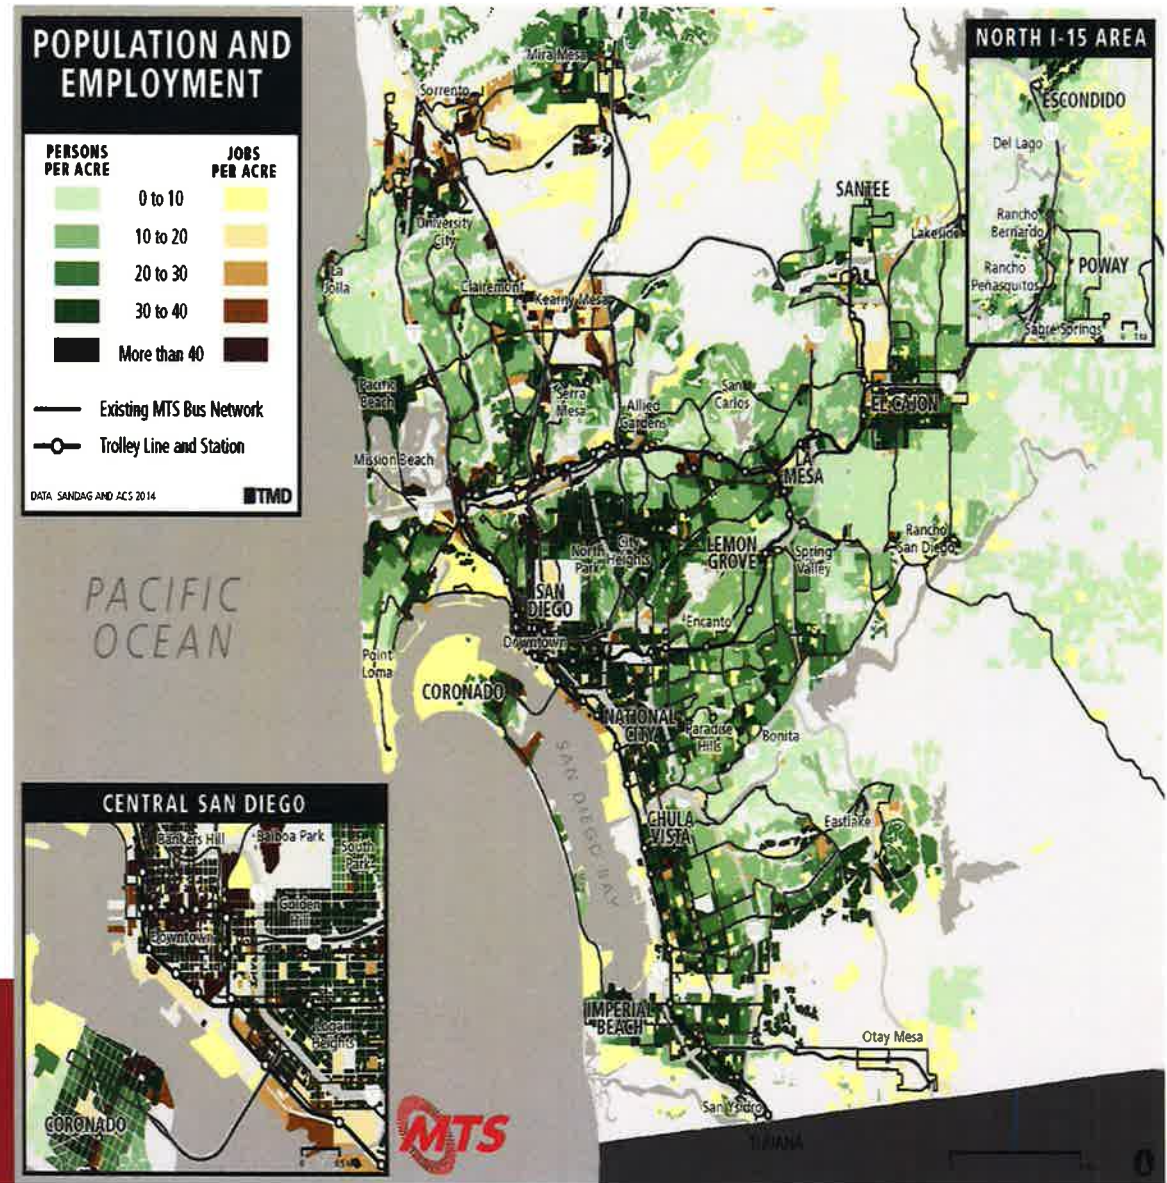 POPULATION AND
EMPLOYMENT
PERSONS
PER ACRE
JOBS
PER ACRE
0 to 10
10 to 20
20 to 30
30 to 40
More than 40
Existing MTS Bus Network
Trolley Line and Station
DATA SANDAG AND ACS 2014
TMD
NORTH I-15 AREA
ESCONDIDO
Del Lago
Rancho
Bernardo
POWAY
Rancho
Peñasquitos
Sabre Springs
Mira Mesa
Sorrento
SANTEE
University
City
Lakeside
La
Jolla
Clairemont
Kearny Mesa
Pacific
Beach
Serra
Mesa
San
Carlos
Allied
Gardens
EL CAJON
Mission Beach
LA
MESA
North
Park
City
Heights
LEMON
GROVE
Spring
Valley
Rancho
San Diego
PACIFIC
OCEAN
SAN
DIEGO
Downtown
Encanto
Point
Loma
CORONADO
NATIONAL
CITY
Paradise
Hills
Bonita
SAN DIEGO BAY
CHULA
VISTA
Eastlake
IMPERIAL
BEACH
Otay Mesa
San Ysidro
TIJUANA
CENTRAL SAN DIEGO
Bankers Hill
Balboa Park
South
Park
Golden
Hill
Downtown
Logan
Heights
CORONADO
MTS